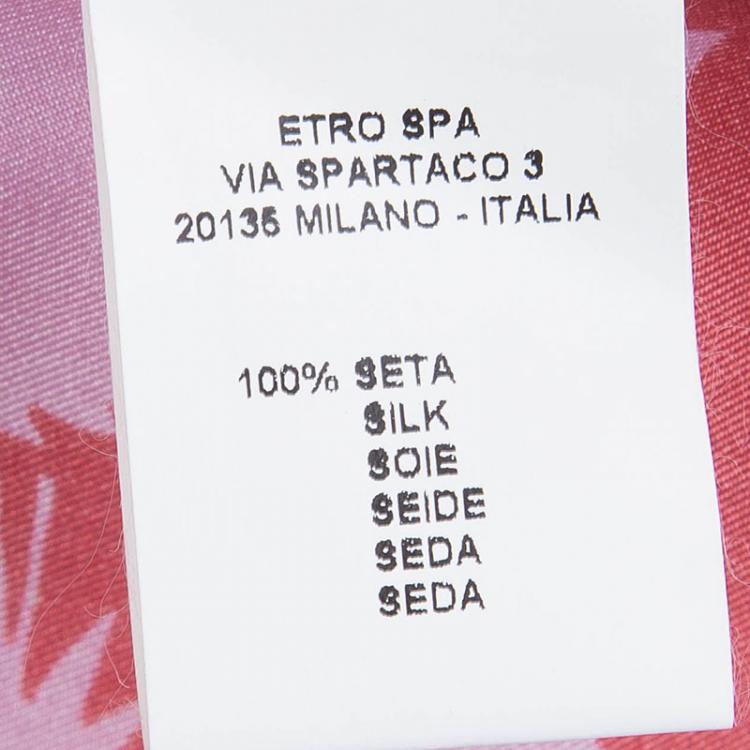 ETRO SPA
VIA SPARTACO 3
20135 MILANO - ITALIA
100% SETA
SILK
SOIE
SEIDE
SEDA
SEDA